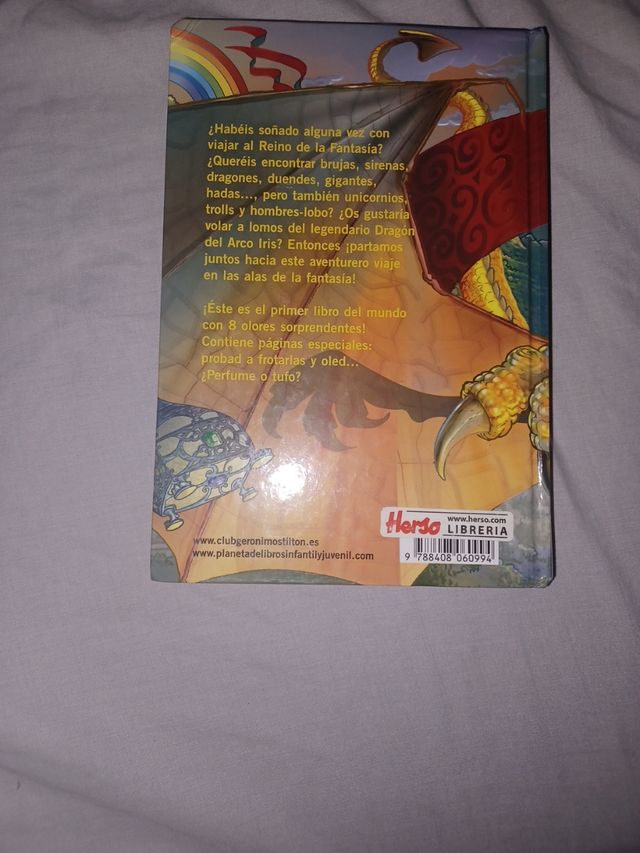 ¿Habéis soñado alguna vez con
viajar al Reino de la Fantasía?
¿Queréis encontrar brujas, sirenas,
dragones, duendes, gigantes,
hadas..., pero también unicornios,
trolls y hombres-lobo? ¿Os gustaría
volar a lomos del legendario Dragón
del Arco Iris? Entonces ¡partamos
juntos hacia este aventurero viaje
en las alas de la fantasía!
¡Éste es el primer libro del mundo
con 8 olores sorprendentes!
Contiene páginas especiales:
probad a frotarlas y oled...
¿Perfume o tufo?
www.clubgeronimostilton.es
www.planetadelibrosinfantilyjuvenil.com
Herso www.herso.com
LIBRERIA
9 788408 060994